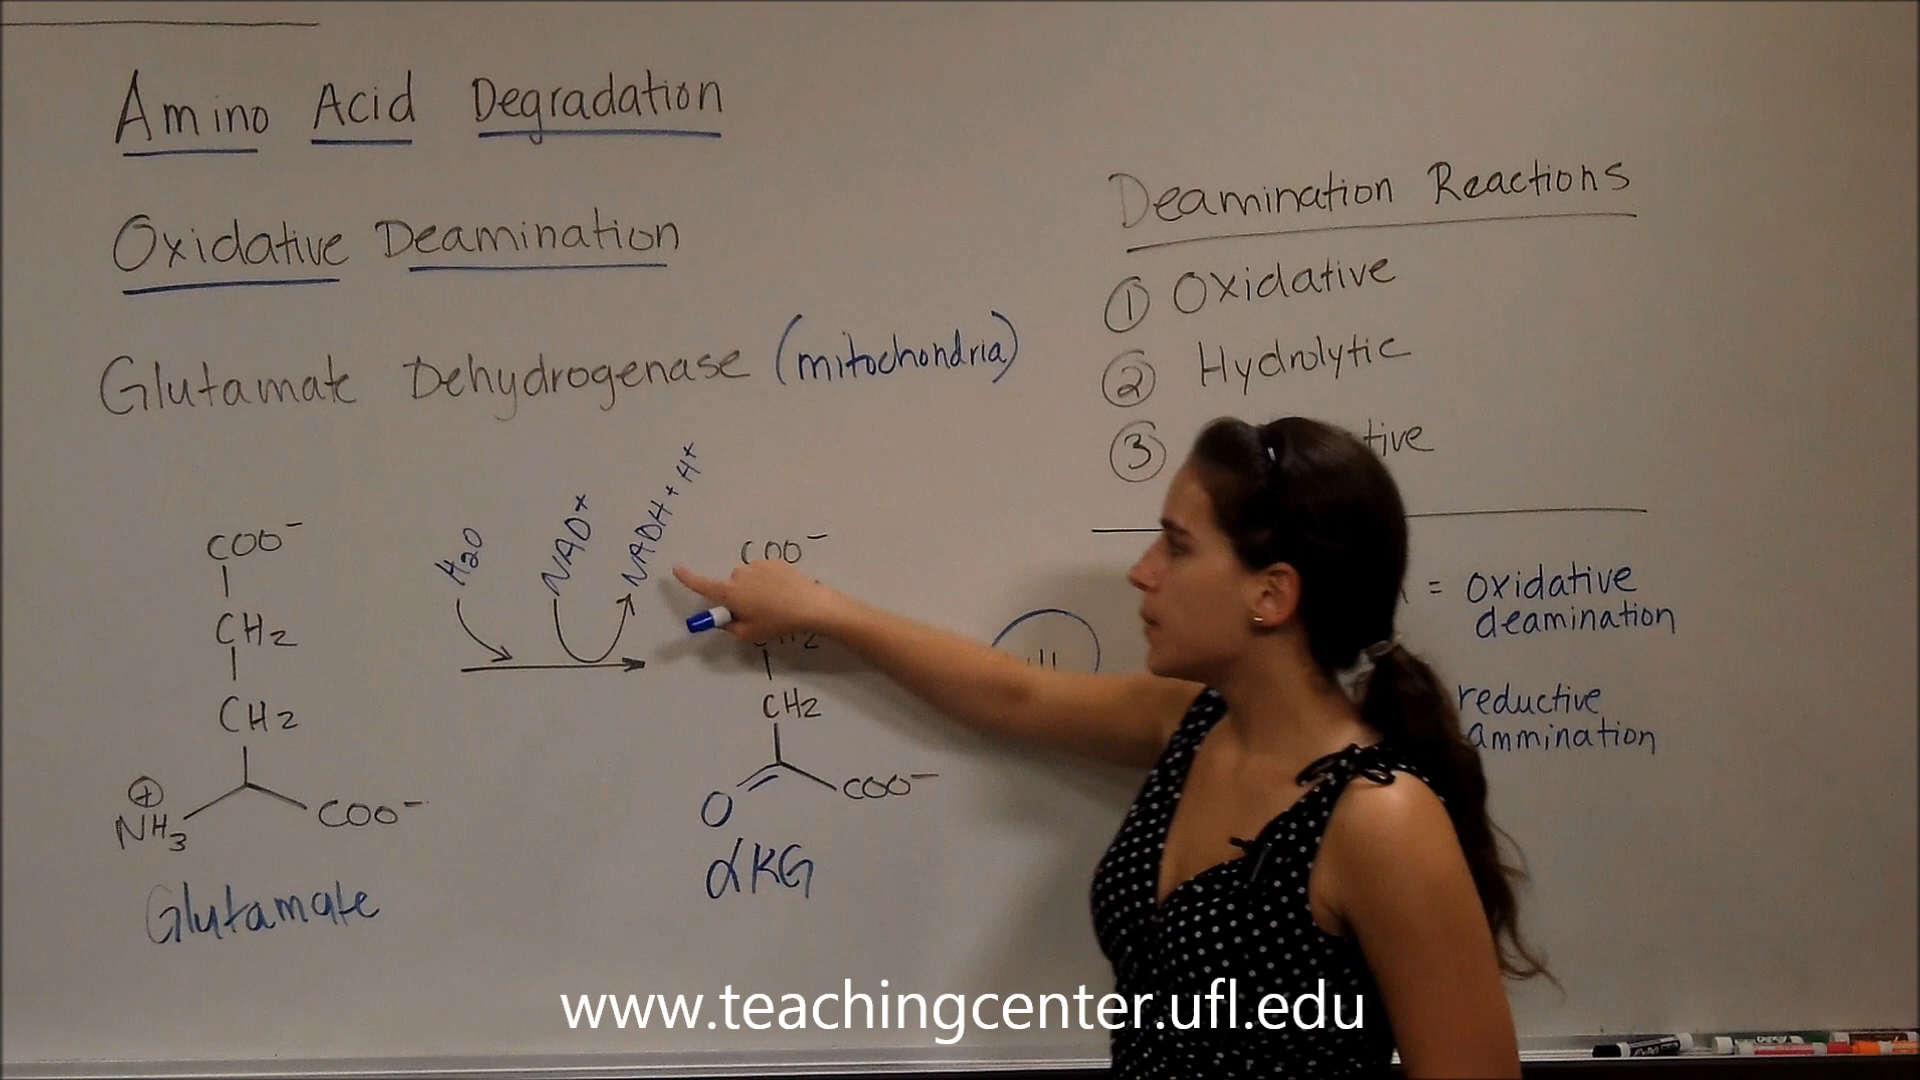 Amino Acid Degradation
Oxidative Deamination
Glutamate Dehydrogenase (mitochondria)
COO⁻
CH2
CH2
⊕
NH3
COO⁻
Glutamate
H2O
NAD+
NADH + H+
COO⁻
CH2
O
COO⁻
αKG
Deamination Reactions
① Oxidative
② Hydrolytic
③
= oxidative
deamination
reductive
ammination
www.teachingcenter.ufl.edu